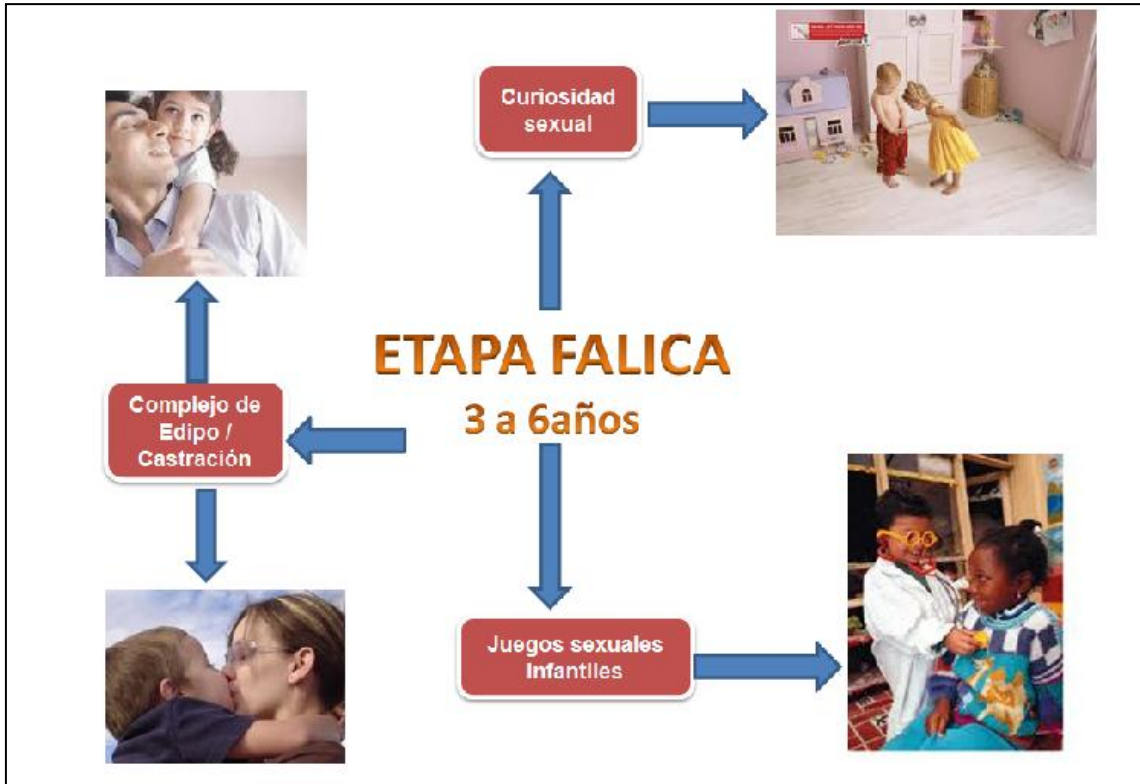 Curiosidad
sexual
ETAPA FALICA
3 a 6años
Complejo de
Edipo /
Castración
Juegos sexuales
Infantiles